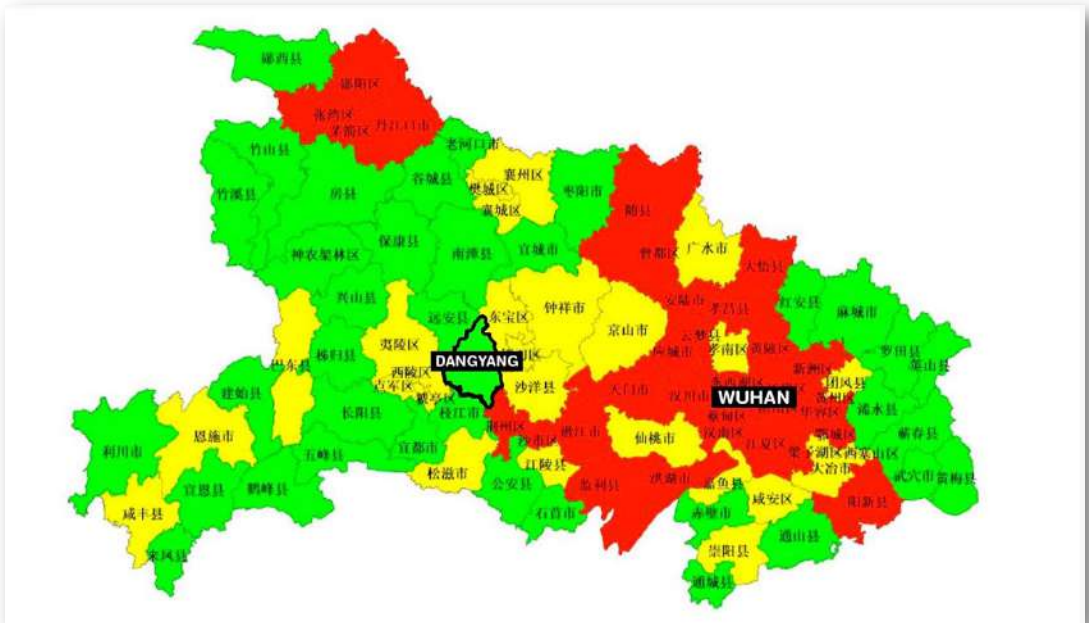 郧西县
郧阳区
张湾区
茅箭区
丹江口市
老河口市
竹山县
竹溪县
房县
谷城县
襄州区
樊城区
襄城区
枣阳市
随县
曾都区
广水市
大悟县
保康县
南漳县
宜城市
神农架林区
兴山县
远安县
东宝区
钟祥市
京山市
安陆市
孝昌县
云梦县
应城市
孝南区
黄陂区
红安县
麻城市
罗田县
英山县
巴东县
秭归县
夷陵区
西陵区
点军区
猇亭区
DANGYANG
沙洋县
天门市
汉川市
东西湖区
WUHAN
新洲区
团风县
黄州区
华容区
浠水县
蕲春县
建始县
恩施市
利川市
长阳县
枝江市
宜都市
五峰县
荆州区
沙市区
潜江市
仙桃市
蔡甸区
汉南区
江夏区
鄂城区
梁子湖区
西塞山区
大冶市
武穴市
黄梅县
咸丰县
宣恩县
鹤峰县
来凤县
松滋市
公安县
江陵县
石首市
监利县
洪湖市
嘉鱼县
咸安区
赤壁市
崇阳县
通山县
通城县
阳新县